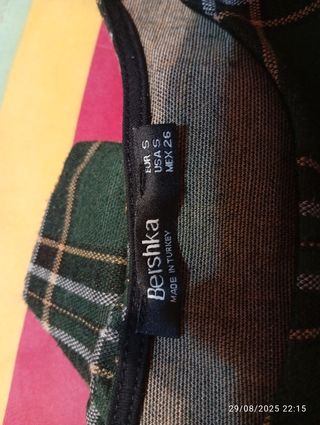 Bershka
MADE IN TURKEY
EUR S
USA S
MEX 26
29/08/2025 22:15